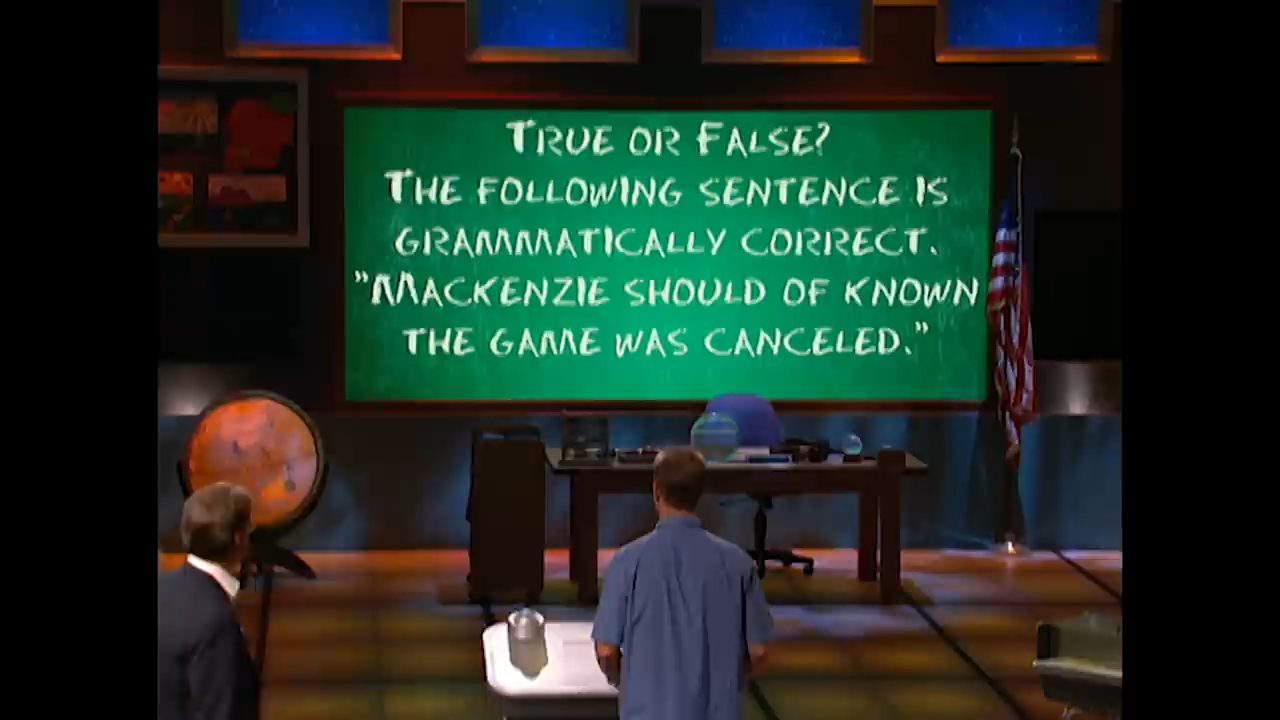 True or False?
The following sentence is
grammatically correct.
"Mackenzie should of known
the game was canceled."